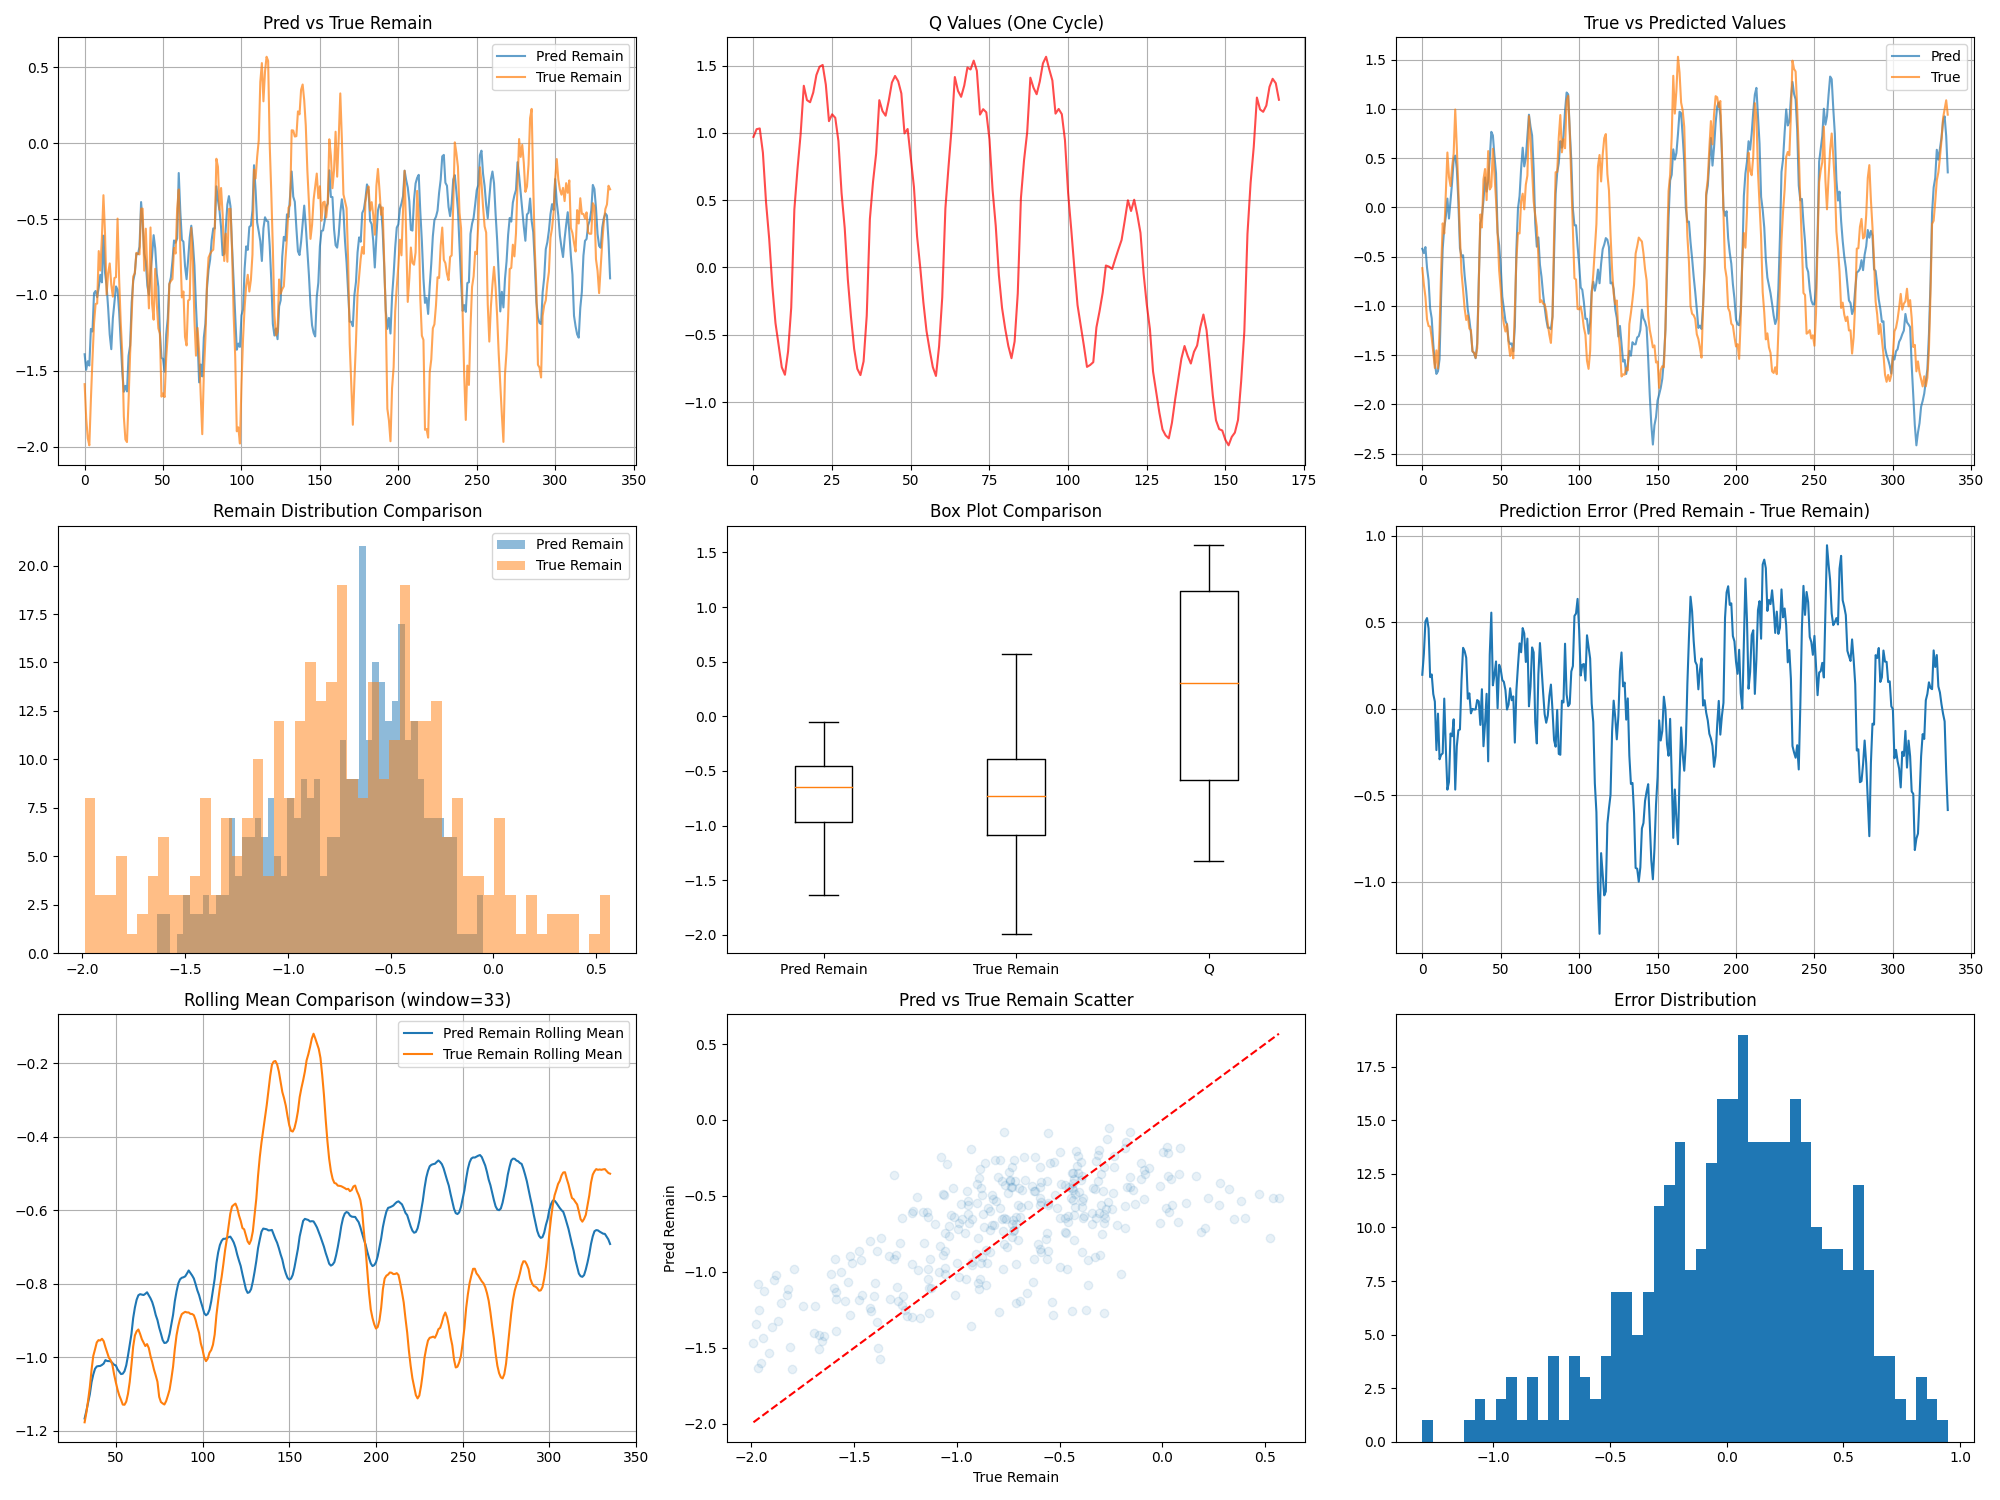 Pred vs True Remain
Pred Remain
True Remain
0.5
0.0
−0.5
−1.0
−1.5
−2.0
0 50 100 150 200 250 300 350
Q Values (One Cycle)
1.5
1.0
0.5
0.0
−0.5
−1.0
0 25 50 75 100 125 150 175
True vs Predicted Values
Pred
True
1.5
1.0
0.5
0.0
−0.5
−1.0
−1.5
−2.0
−2.5
0 50 100 150 200 250 300 350
Remain Distribution Comparison
Pred Remain
True Remain
20.0
17.5
15.0
12.5
10.0
7.5
5.0
2.5
0.0
−2.0 −1.5 −1.0 −0.5 0.0 0.5
Box Plot Comparison
1.5
1.0
0.5
0.0
−0.5
−1.0
−1.5
−2.0
Pred Remain True Remain Q
Prediction Error (Pred Remain - True Remain)
1.0
0.5
0.0
−0.5
−1.0
0 50 100 150 200 250 300 350
Rolling Mean Comparison (window=33)
Pred Remain Rolling Mean
True Remain Rolling Mean
−0.2
−0.4
−0.6
−0.8
−1.0
−1.2
50 100 150 200 250 300 350
Pred vs True Remain Scatter
Pred Remain
0.5
0.0
−0.5
−1.0
−1.5
−2.0
−2.0 −1.5 −1.0 −0.5 0.0 0.5
True Remain
Error Distribution
17.5
15.0
12.5
10.0
7.5
5.0
2.5
0.0
−1.0 −0.5 0.0 0.5 1.0